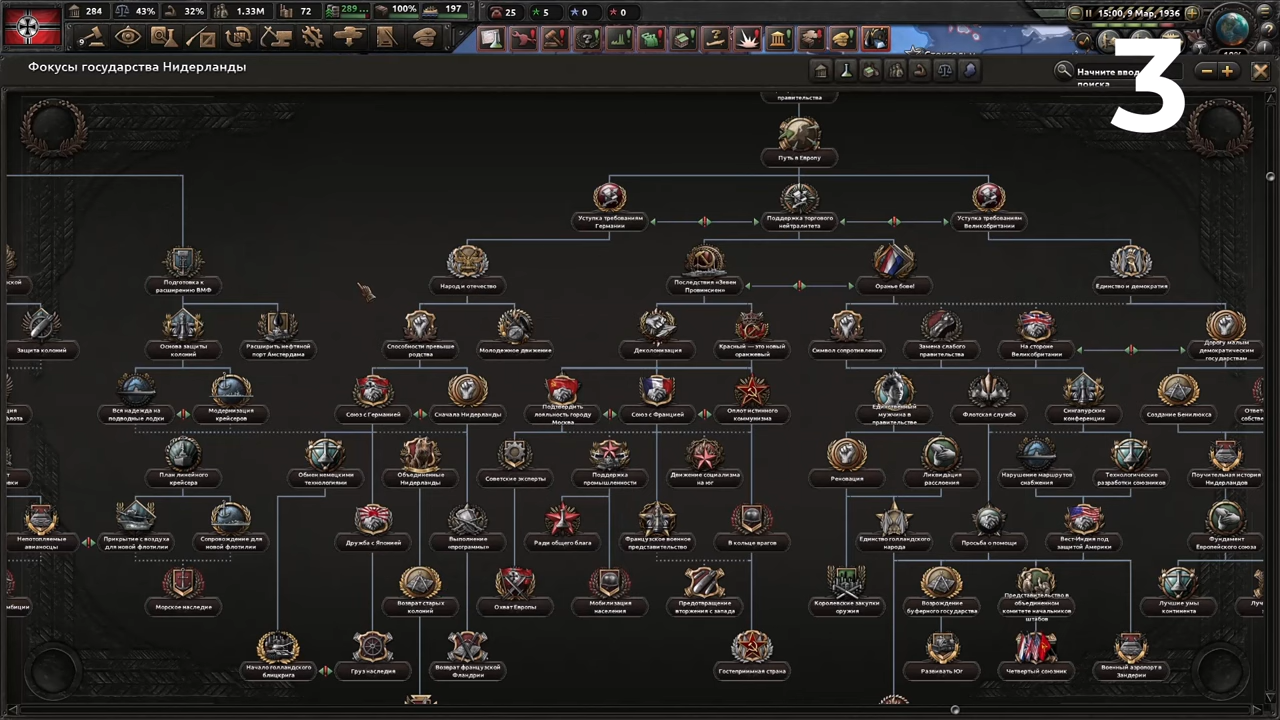 284 43% 32% 1.33M 72 289 ... 100% 197 25 5 0 0 15:00, 9 Мар, 1936
9
3
Фокусы государства Нидерланды
Начните ввод
поиска
правительства
Путь в Европу
Уступка требованиям
Германии
Поддержка торгового
нейтралитета
Уступка требованиям
Великобритании
Подготовка к
расширению ВМФ
Народ и отечество
Последствия «Зевен
Провинсиен»
Оранье бове!
Единство и демократия
Защита колоний
Основа защиты
колоний
Расширить нефтяной
порт Амстердама
Способности превыше
родства
Молодежное движение
Деколонизация
Красный — это новый
оранжевый
Символ сопротивления
Замена слабого
правительства
На стороне
Великобритании
Дорогу малым
демократическим
государствам
Вся надежда на
подводные лодки
Модернизация
крейсеров
Союз с Германией
Сначала Нидерланды
Подтвердить
лояльность городу
Москва
Союз с Францией
Оплот истинного
коммунизма
Единственный
мужчина в
правительстве
Флотская служба
Сингапурские
конференции
Создание Бенилюкса
План линейного
крейсера
Обмен немецкими
технологиями
Объединенные
Нидерланды
Советские эксперты
Поддержка
промышленности
Движение социализма
на юг
Реновация
Ликвидация
расслоения
Нарушение маршрутов
снабжения
Технологические
разработки союзников
Поучительная история
Нидерландов
Непотопляемые
авианосцы
Прикрытие с воздуха
для новой флотилии
Сопровождение для
новой флотилии
Дружба с Японией
Выполнение
«программы»
Ради общего блага
Французское военное
представительство
В кольце врагов
Единство голландского
народа
Просьба о помощи
Вест-Индия под
защитой Америки
Фундамент
Европейского союза
Морское наследие
Возврат старых
колоний
Охват Европы
Мобилизация
населения
Предотвращение
вторжения с запада
Королевские закупки
оружия
Возрождение
буферного государства
Представительство в
объединенном
комитете начальников
штабов
Лучшие умы
континента
Начало голландского
блицкрига
Груз наследия
Возврат французской
Фландрии
Гостеприимная страна
Развивать Юг
Четвертый союзник
Военный аэропорт в
Зандерии